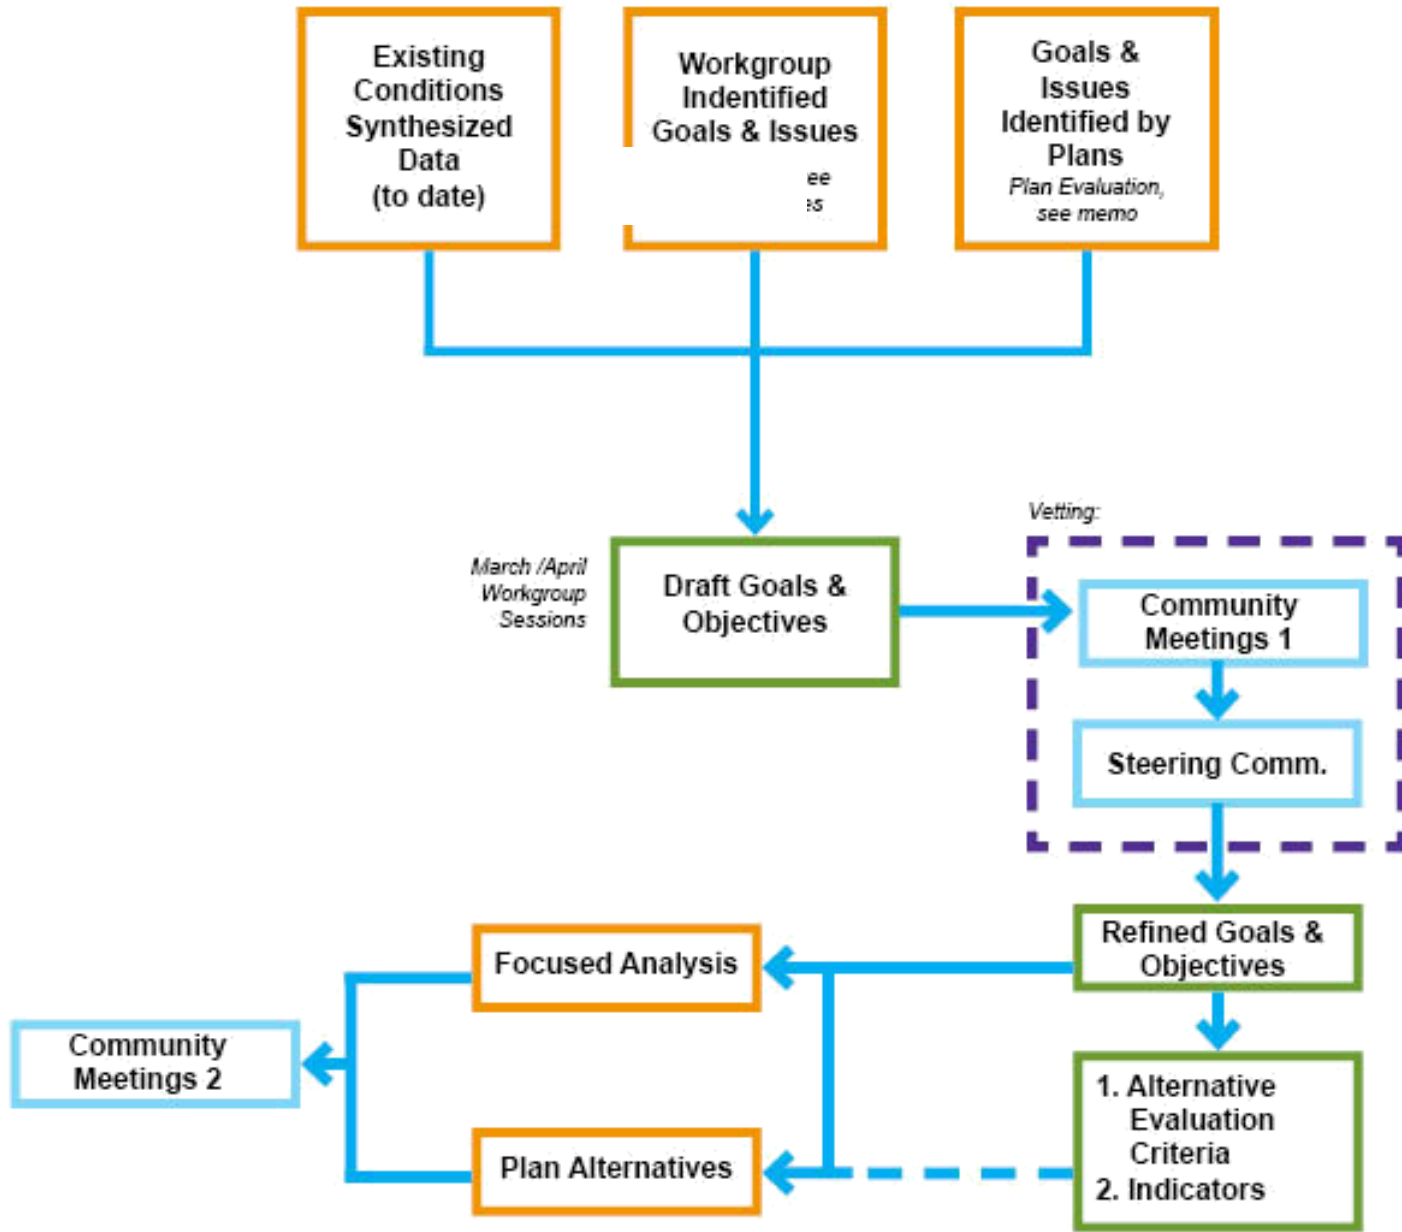 Existing
Conditions
Synthesized
Data
(to date)
Workgroup
Indentified
Goals & Issues
Goals &
Issues
Identified by
Plans
Plan Evaluation,
see memo
March /April
Workgroup
Sessions
Draft Goals &
Objectives
Vetting:
Community
Meetings 1
Steering Comm.
Refined Goals &
Objectives
Focused Analysis
Community
Meetings 2
Plan Alternatives
1. Alternative
Evaluation
Criteria
2. Indicators